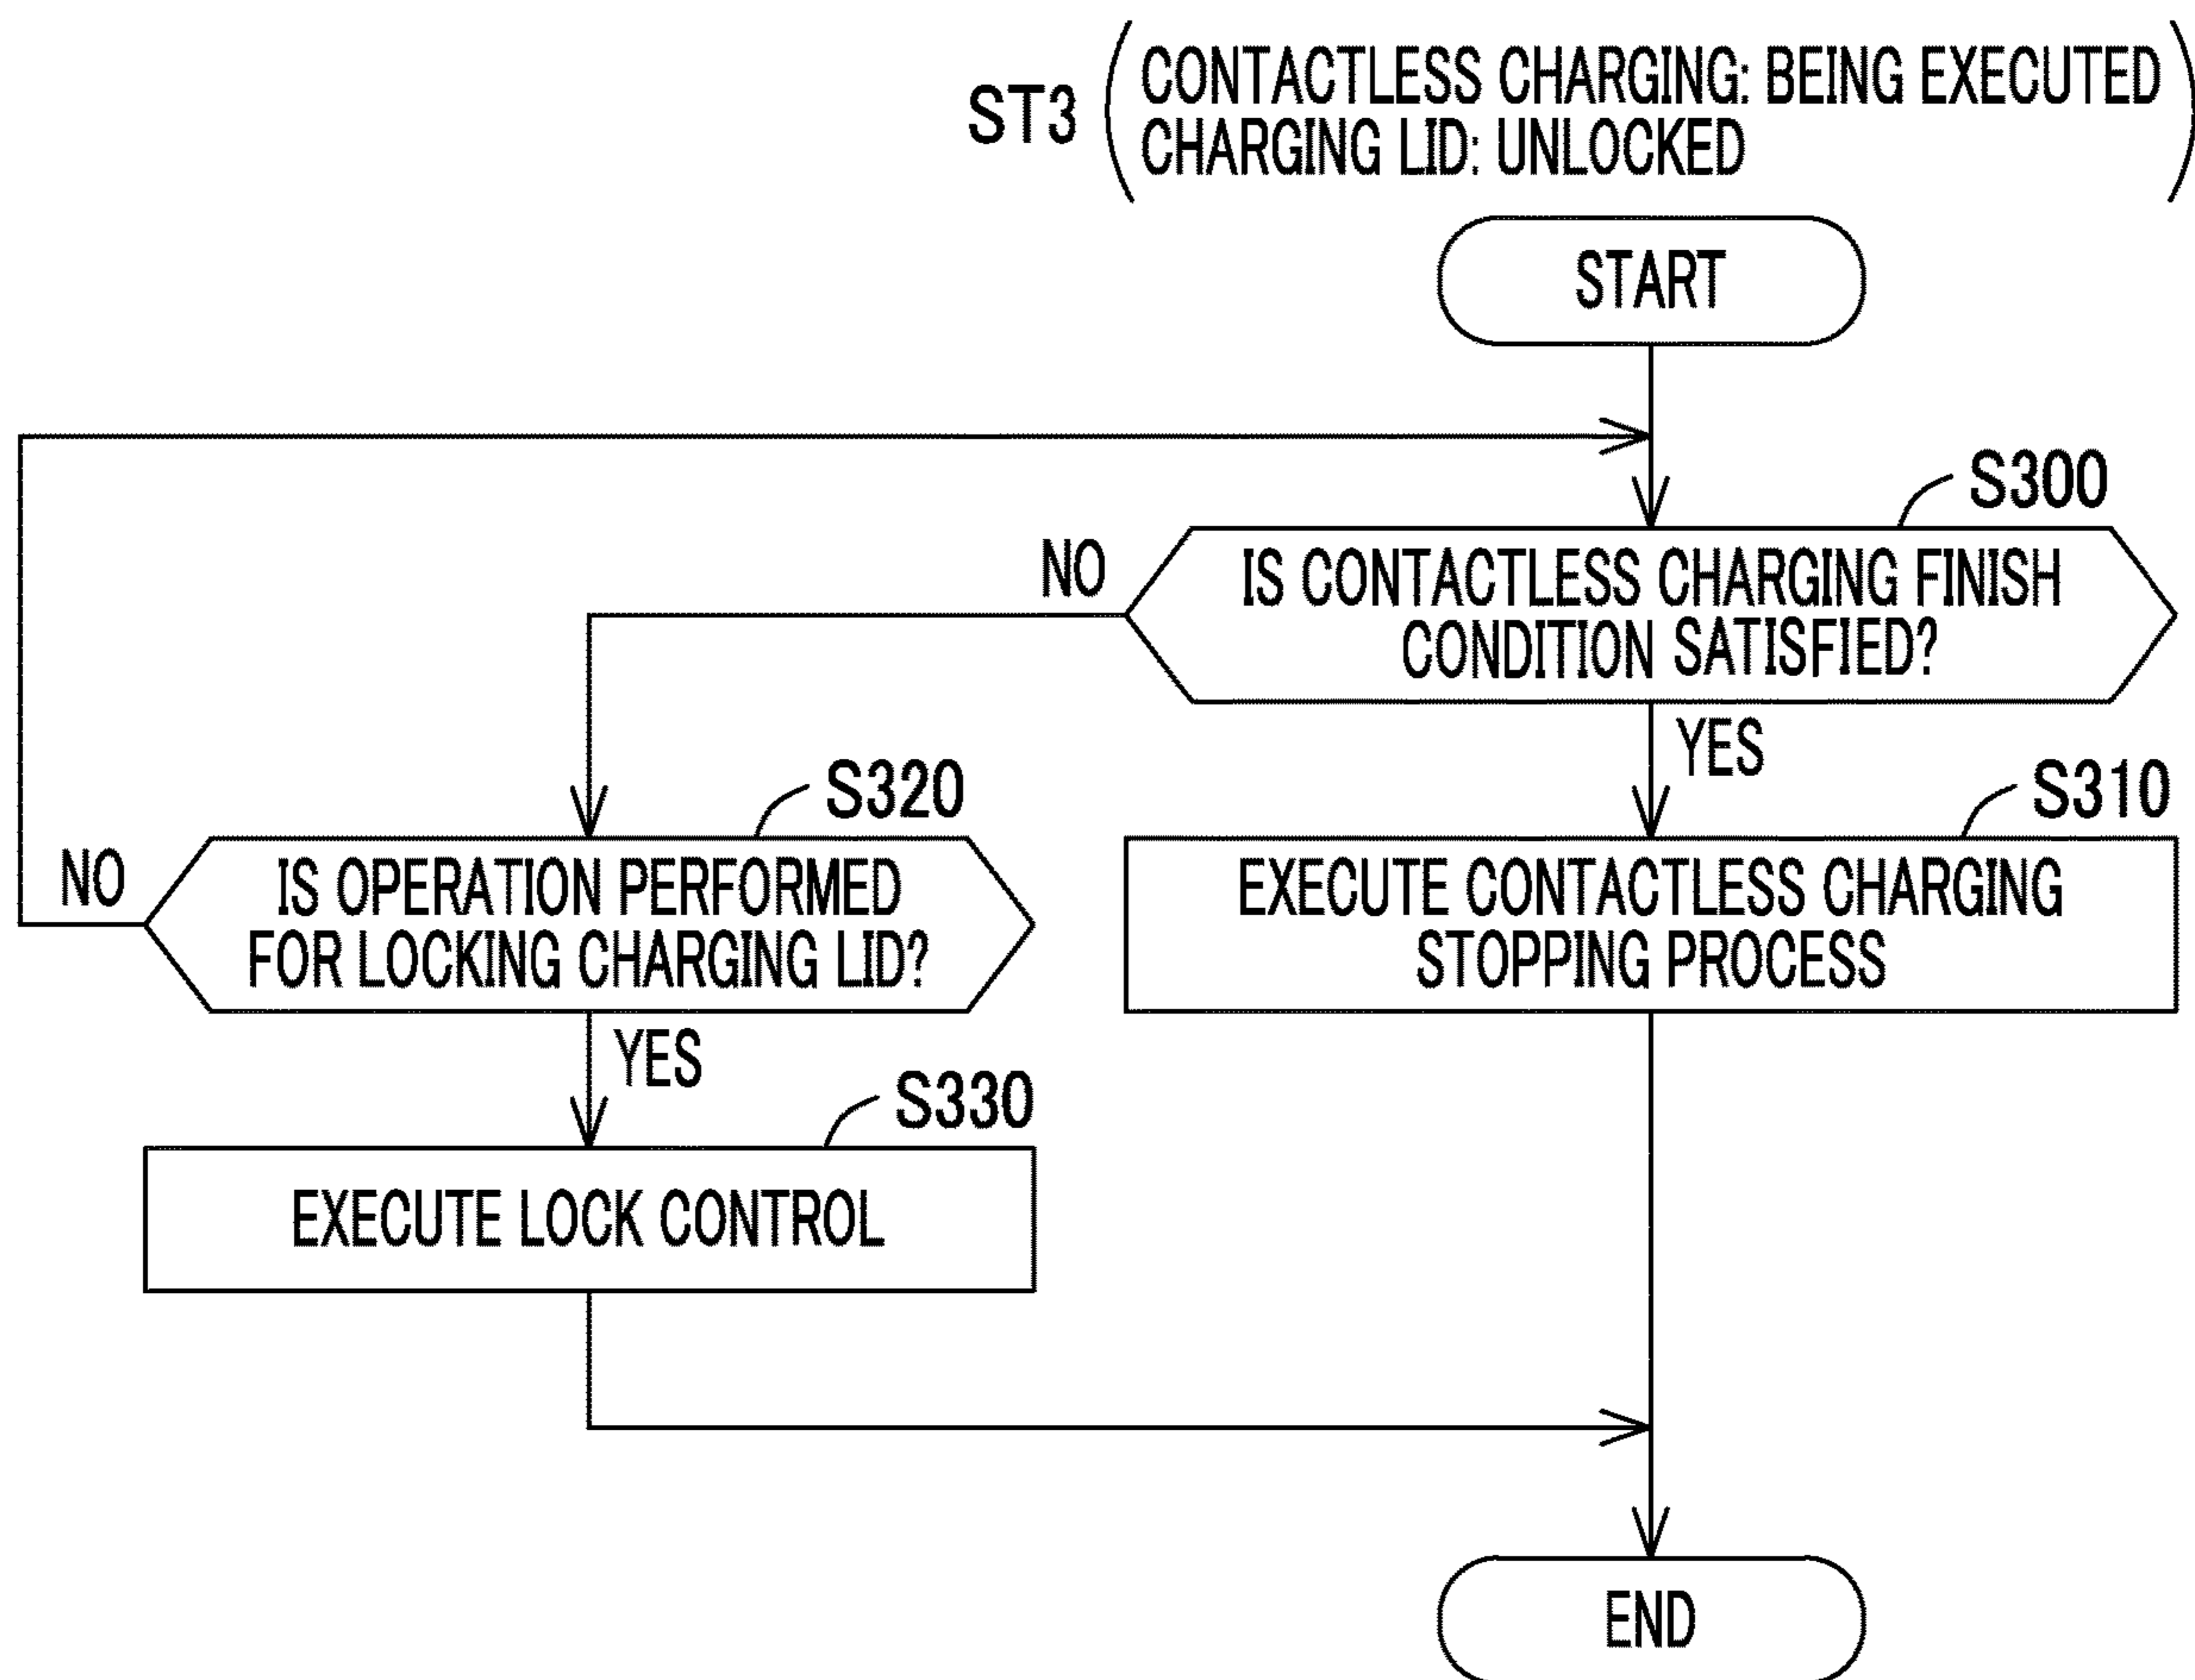 ST3
CONTACTLESS CHARGING: BEING EXECUTED
CHARGING LID: UNLOCKED
START
S300
IS CONTACTLESS CHARGING FINISH
CONDITION SATISFIED?
NO
YES
S320
S310
NO
IS OPERATION PERFORMED
FOR LOCKING CHARGING LID?
EXECUTE CONTACTLESS CHARGING
STOPPING PROCESS
YES
S330
EXECUTE LOCK CONTROL
END